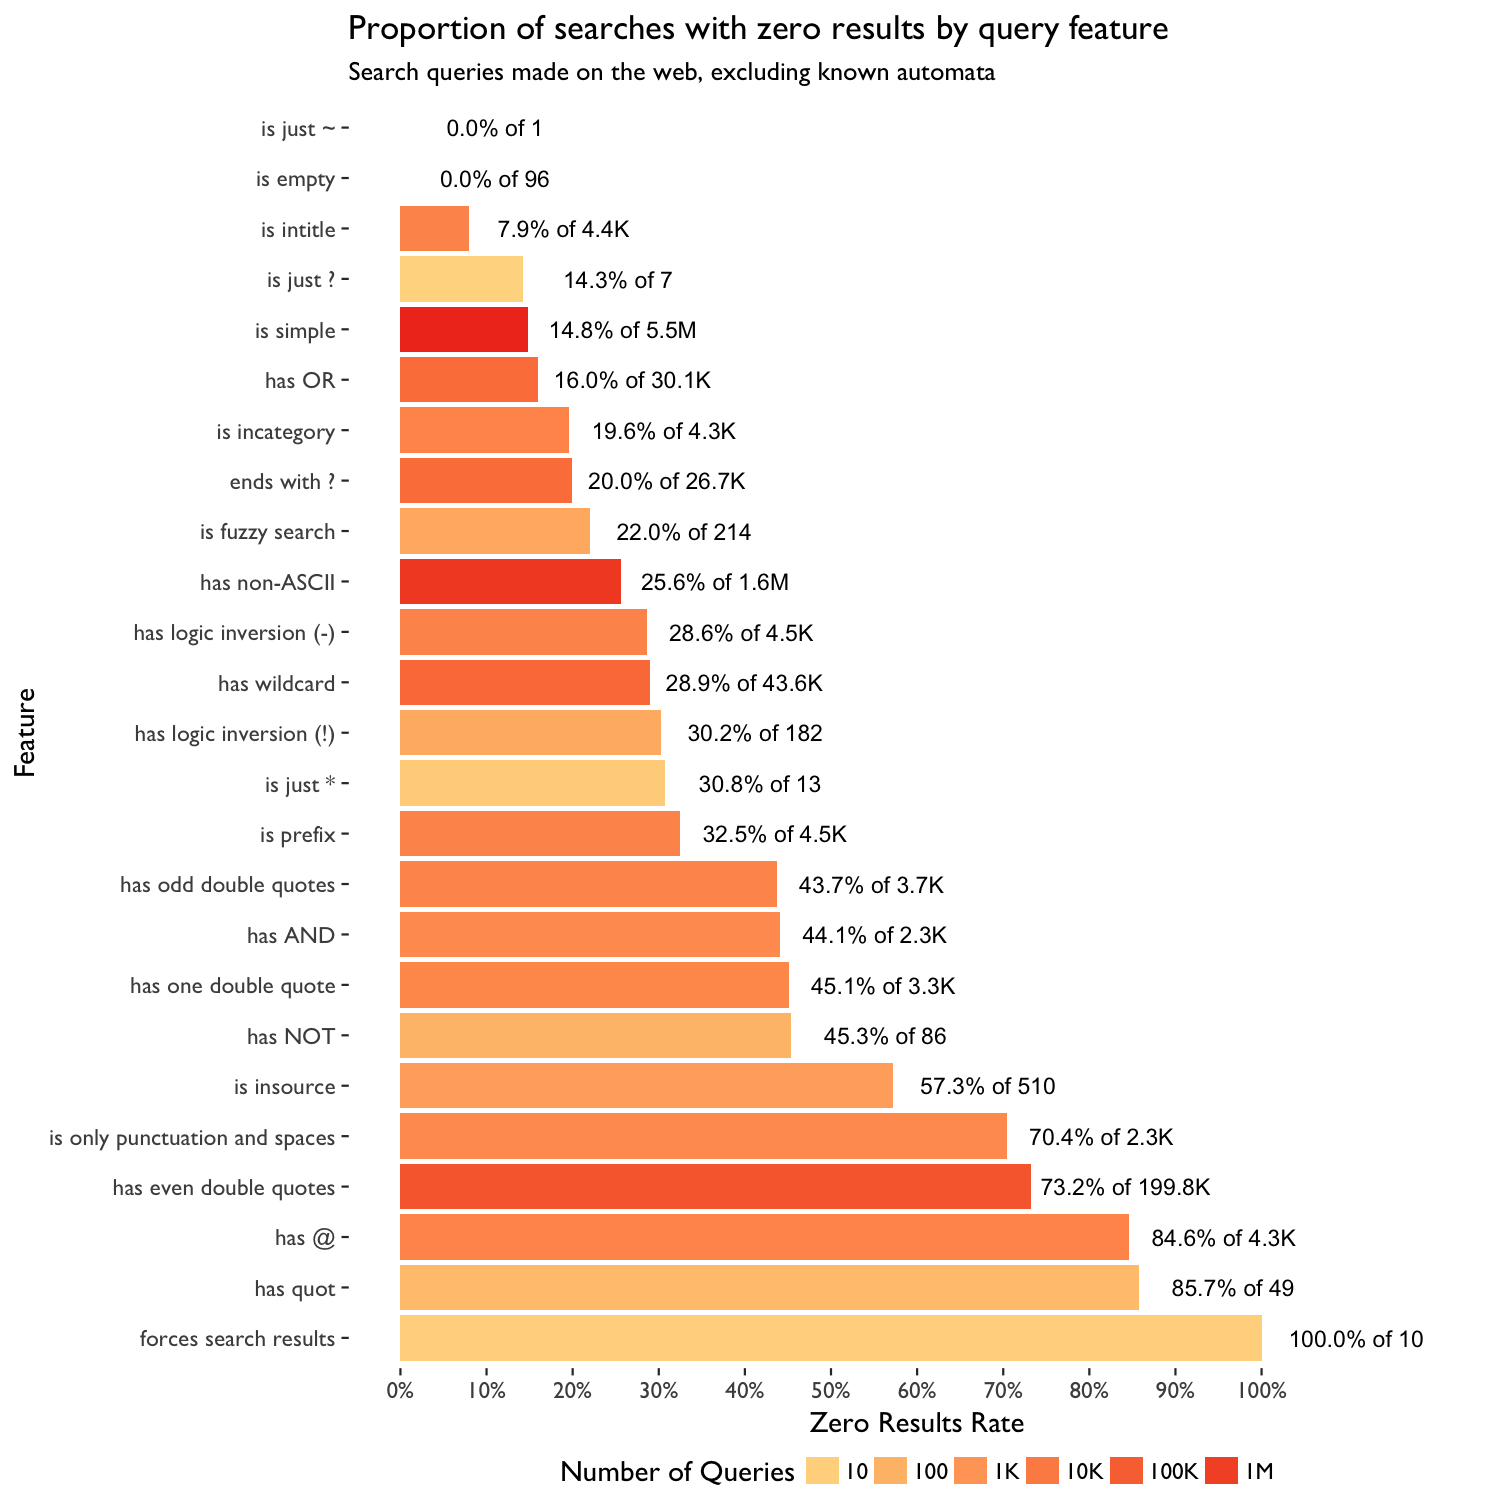 Proportion of searches with zero results by query feature
Search queries made on the web, excluding known automata
is just ~ 0.0% of 1
is empty 0.0% of 96
is intitle 7.9% of 4.4K
is just ? 14.3% of 7
is simple 14.8% of 5.5M
has OR 16.0% of 30.1K
is incategory 19.6% of 4.3K
ends with ? 20.0% of 26.7K
is fuzzy search 22.0% of 214
has non-ASCII 25.6% of 1.6M
has logic inversion (-) 28.6% of 4.5K
has wildcard 28.9% of 43.6K
has logic inversion (!) 30.2% of 182
is just * 30.8% of 13
is prefix 32.5% of 4.5K
has odd double quotes 43.7% of 3.7K
has AND 44.1% of 2.3K
has one double quote 45.1% of 3.3K
has NOT 45.3% of 86
is insource 57.3% of 510
is only punctuation and spaces 70.4% of 2.3K
has even double quotes 73.2% of 199.8K
has @ 84.6% of 4.3K
has quot 85.7% of 49
forces search results 100.0% of 10
Feature
0% 10% 20% 30% 40% 50% 60% 70% 80% 90% 100%
Zero Results Rate
Number of Queries 10 100 1K 10K 100K 1M